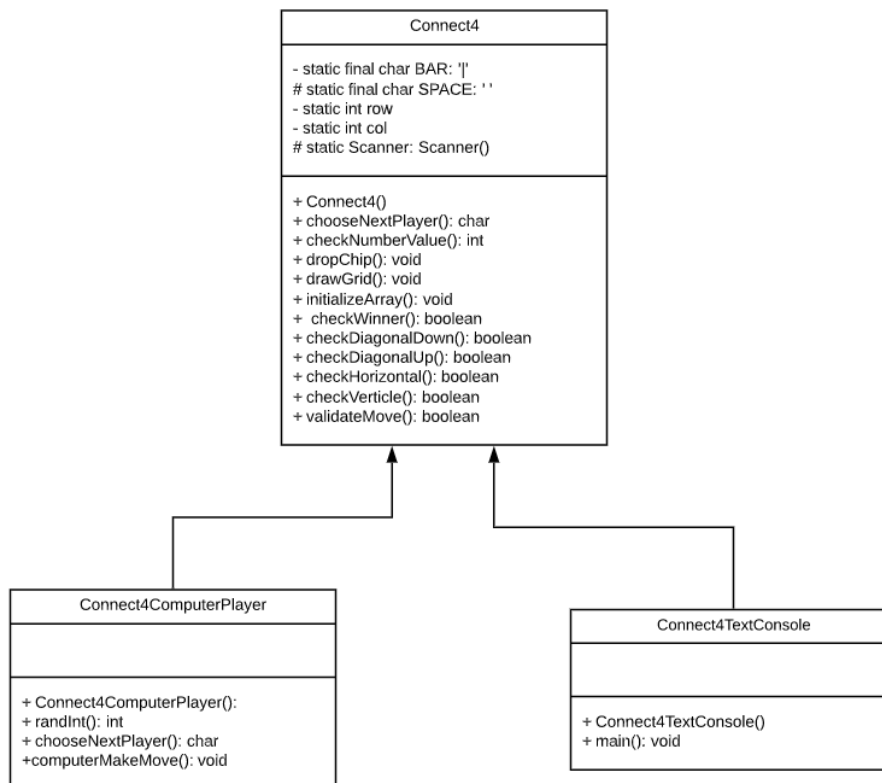 Connect4
- static final char BAR: '|'
# static final char SPACE: ' '
- static int row
- static int col
# static Scanner: Scanner()
+ Connect4()
+ chooseNextPlayer(): char
+ checkNumberValue(): int
+ dropChip(): void
+ drawGrid(): void
+ initializeArray(): void
+ checkWinner(): boolean
+ checkDiagonalDown(): boolean
+ checkDiagonalUp(): boolean
+ checkHorizontal(): boolean
+ checkVerticle(): boolean
+ validateMove(): boolean
Connect4ComputerPlayer
+ Connect4ComputerPlayer():
+ randInt(): int
+ chooseNextPlayer(): char
+computerMakeMove(): void
Connect4TextConsole
+ Connect4TextConsole()
+ main(): void